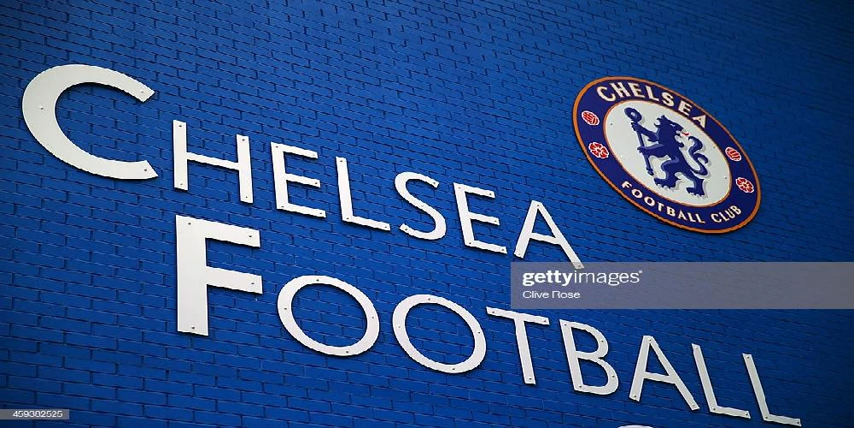 CHELSEA
FOOTBALL
CHELSEA
FOOTBALL CLUB
gettyimages®
Clive Rose
459302525